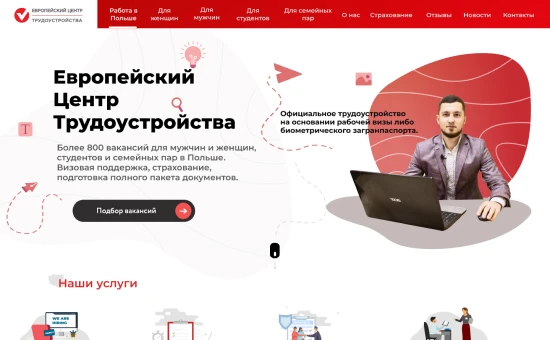 ЕВРОПЕЙСКИЙ ЦЕНТР
ТРУДОУСТРОЙСТВА
Работа в
Польше
Для
женщин
Для
мужчин
Для
студентов
Для семейных
пар
О нас
Страхование
Отзывы
Новости
Контакты
Европейский
Центр
Трудоустройства
Более 800 вакансий для мужчин и женщин,
студентов и семейных пар в Польше.
Визовая поддержка, страхование,
подготовка полного пакета документов.
Подбор вакансий
Официальное трудоустройство
на основании рабочей визы либо
биометрического загранпаспорта.
Наши услуги
WE ARE
HIRING!